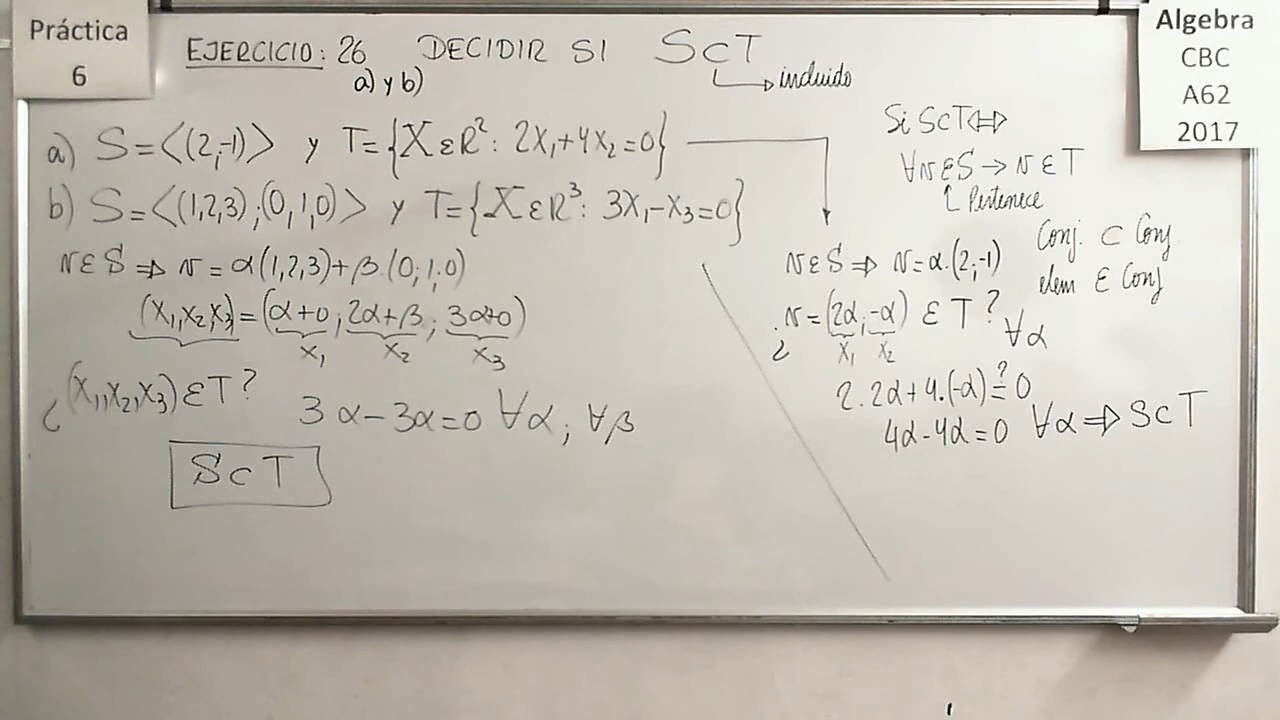 Práctica
6
EJERCICIO: 26 DECIDIR SI S⊂T
a) y b)
incluido
Algebra
CBC
A62
2017
a) S=<(2,-1)> y T={X ε R²: 2X₁+4X₂=0}
b) S=<(1,2,3);(0,1,0)> y T={X ε R³: 3X₁-X₃=0}
N ε S ⇒ N = α(1,2,3)+β.(0;1;0)
(X₁,X₂,X₃)=(α+0;2α+β;3α+0)
X₁ X₂ X₃
¿(X₁,X₂,X₃) ε T? 3α-3α=0 ∀α; ∀β
S⊂T
Si S⊂T⇔
∀N ε S → N ε T
Pertenece
Conj. ⊂ Conj
elem ε Conj
N ε S ⇒ N=α.(2;-1)
¿N=(2α;-α) ε T? ∀α
X₁ X₂
2.2α+4.(-α)=0
?
4α-4α=0 ∀α ⇒ S⊂T